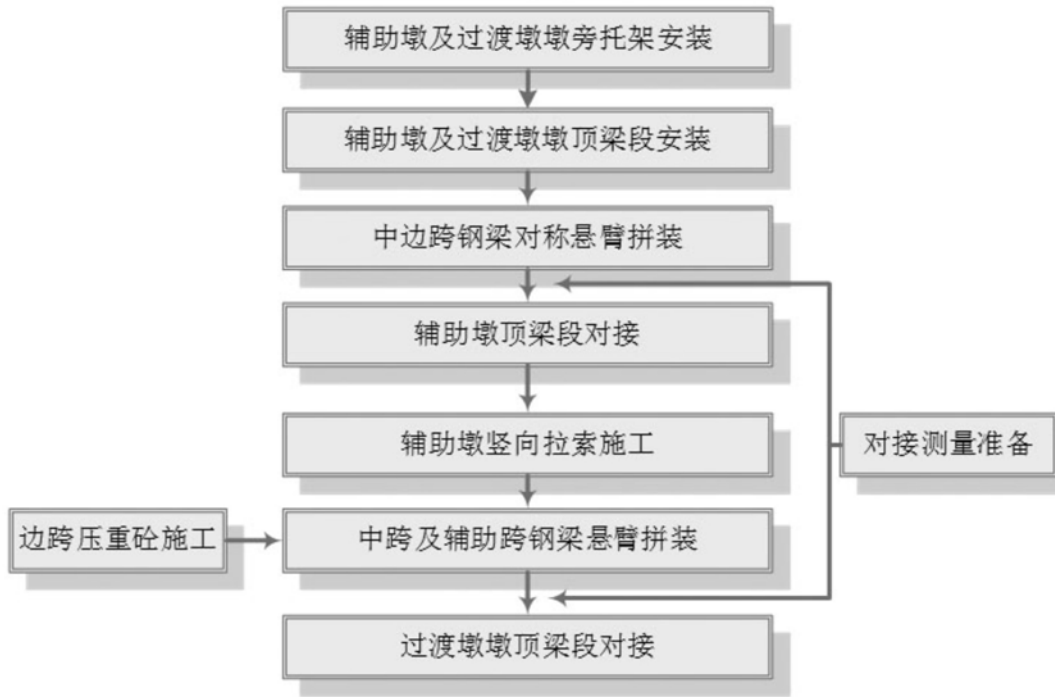 辅助墩及过渡墩墩旁托架安装
辅助墩及过渡墩墩顶梁段安装
中边跨钢梁对称悬臂拼装
辅助墩顶梁段对接
辅助墩竖向拉索施工
对接测量准备
边跨压重砼施工
中跨及辅助跨钢梁悬臂拼装
过渡墩墩顶梁段对接